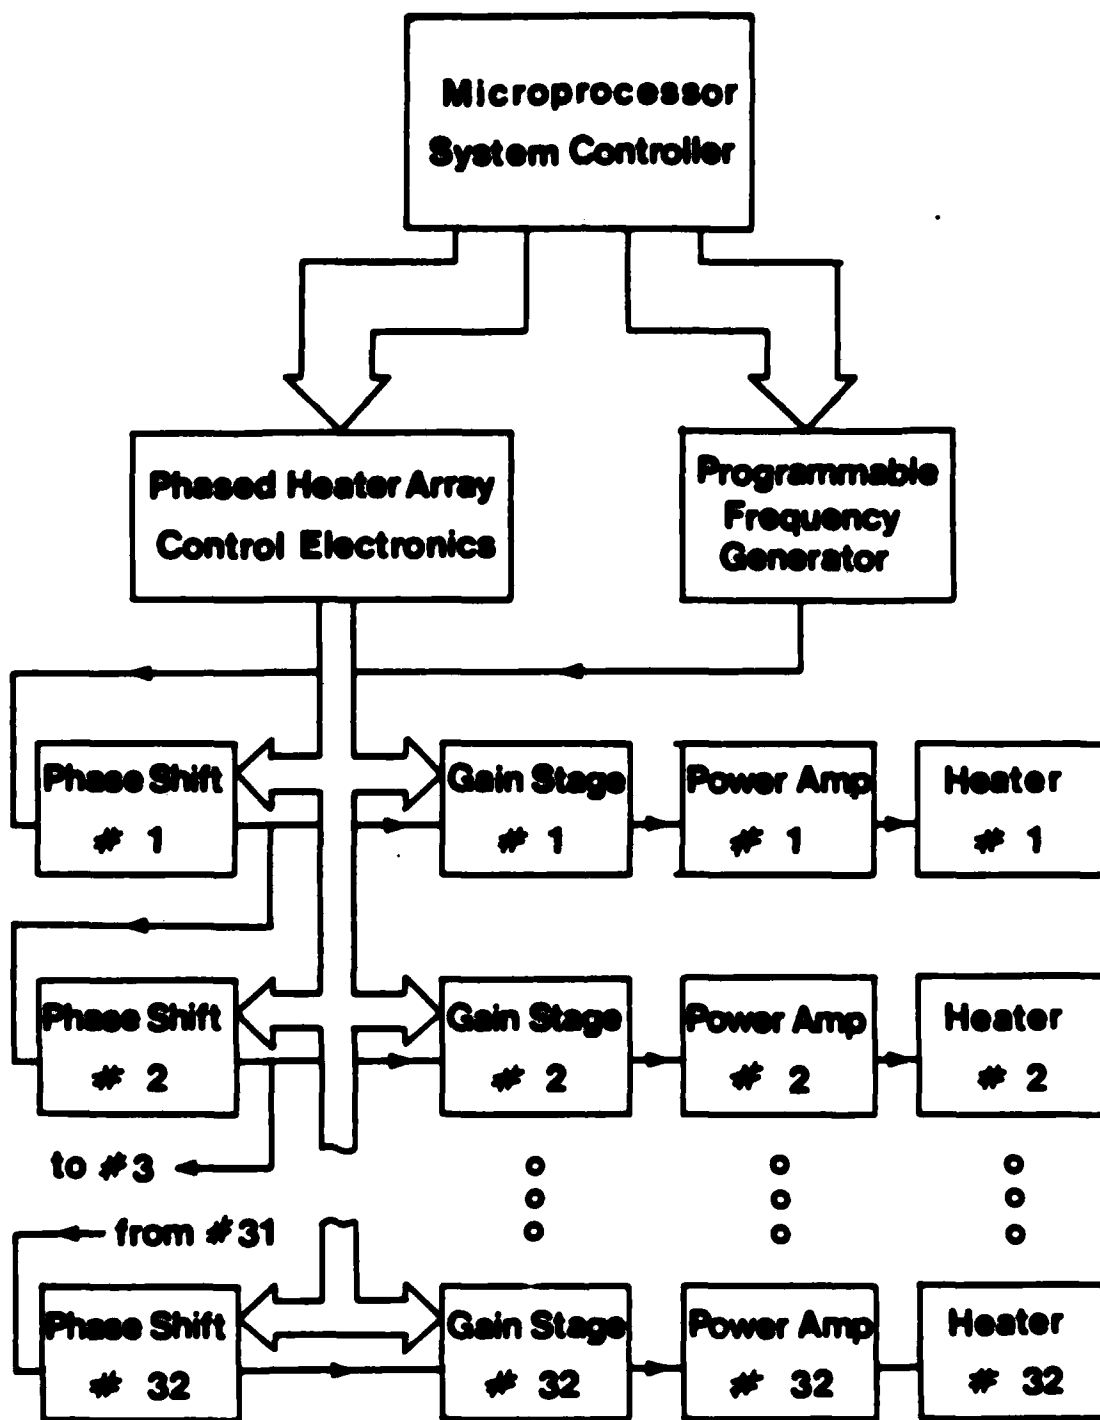 Microprocessor
System Controller
Phased Heater Array
Control Electronics
Programmable
Frequency
Generator
Phase Shift
# 1
Gain Stage
# 1
Power Amp
# 1
Heater
# 1
Phase Shift
# 2
Gain Stage
# 2
Power Amp
# 2
Heater
# 2
to #3
from #31
Phase Shift
# 32
Gain Stage
# 32
Power Amp
# 32
Heater
# 32